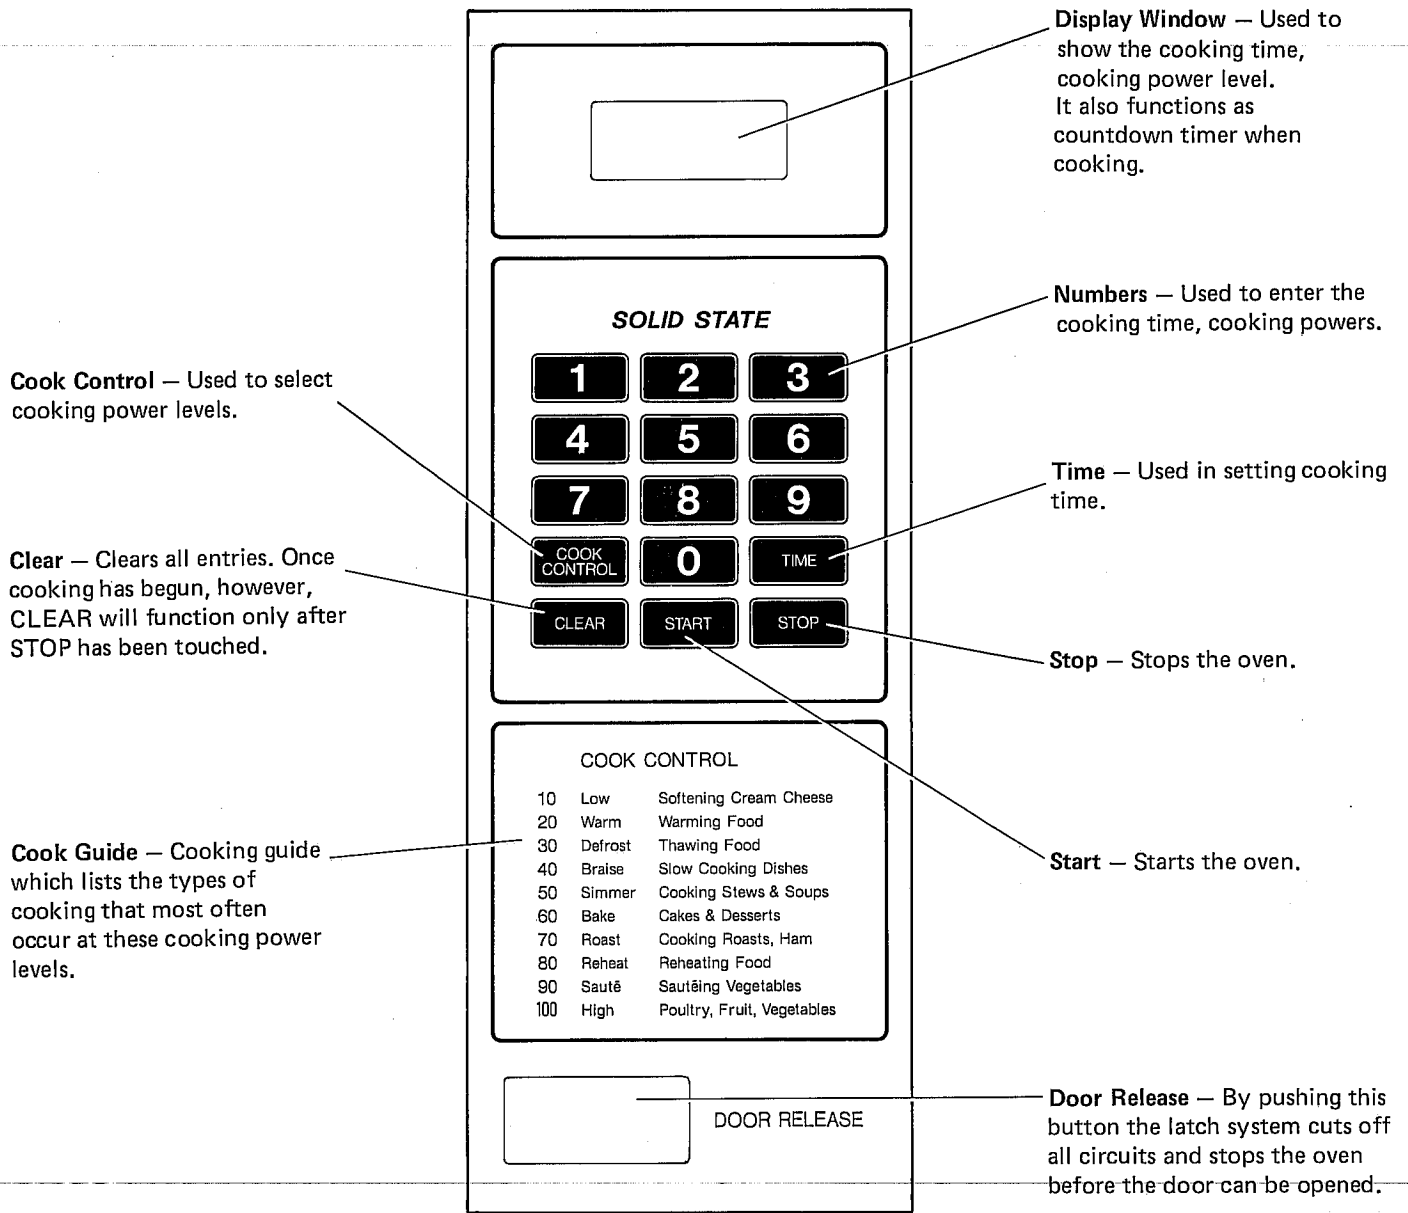 Display Window — Used to
show the cooking time,
cooking power level.
It also functions as
countdown timer when
cooking.
Numbers — Used to enter the
cooking time, cooking powers.
Time — Used in setting cooking
time.
Stop — Stops the oven.
Start — Starts the oven.
Door Release — By pushing this
button the latch system cuts off
all circuits and stops the oven
before the door can be opened.
Cook Control — Used to select
cooking power levels.
Clear — Clears all entries. Once
cooking has begun, however,
CLEAR will function only after
STOP has been touched.
Cook Guide — Cooking guide
which lists the types of
cooking that most often
occur at these cooking power
levels.
SOLID STATE
1 2 3
4 5 6
7 8 9
COOK
CONTROL 0 TIME
CLEAR START STOP
COOK CONTROL
10 Low Softening Cream Cheese
20 Warm Warming Food
30 Defrost Thawing Food
40 Braise Slow Cooking Dishes
50 Simmer Cooking Stews & Soups
60 Bake Cakes & Desserts
70 Roast Cooking Roasts, Ham
80 Reheat Reheating Food
90 Sautē Sautēing Vegetables
100 High Poultry, Fruit, Vegetables
DOOR RELEASE